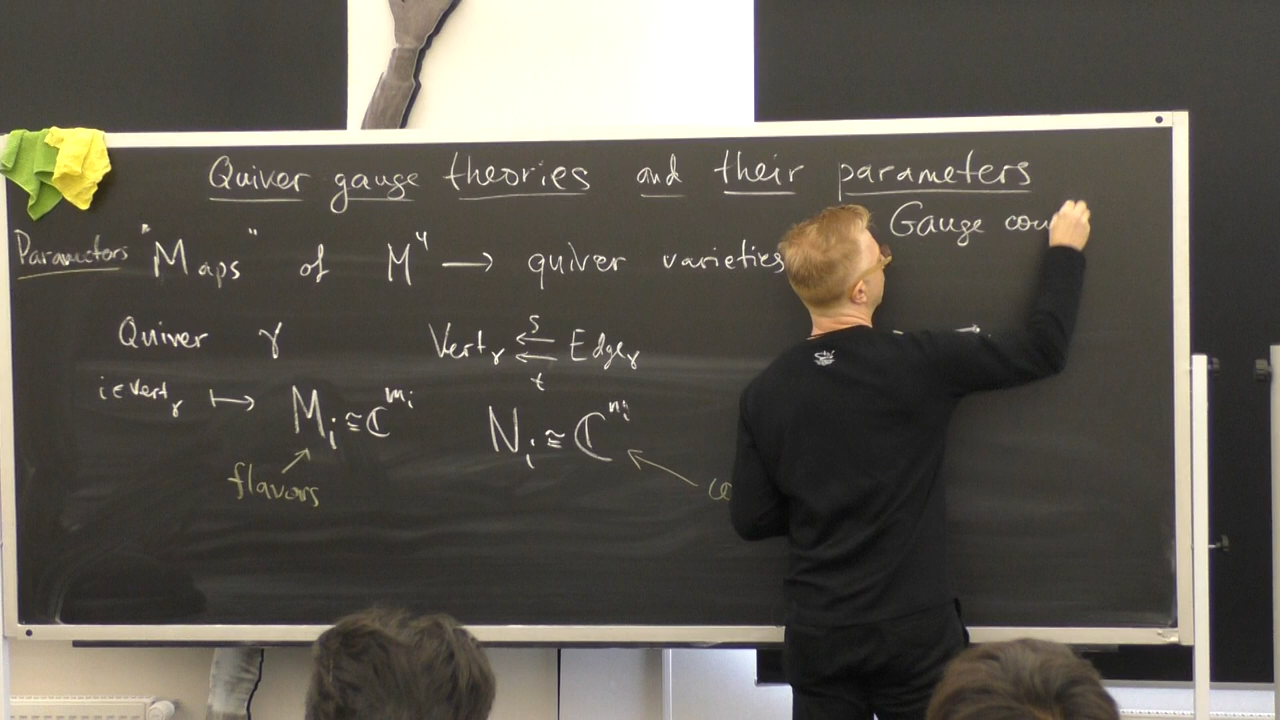 Quiver gauge theories and their parameters
Gauge
Parameters "Maps" of M⁴ ⟶ quiver varieties
Quiver γ Vert_γ ⇇ Edge_γ s t
i∈Vert_γ ⟼ M_i ≅ ℂ^{m_i} N_i ≅ ℂ^{n_i}
flavors